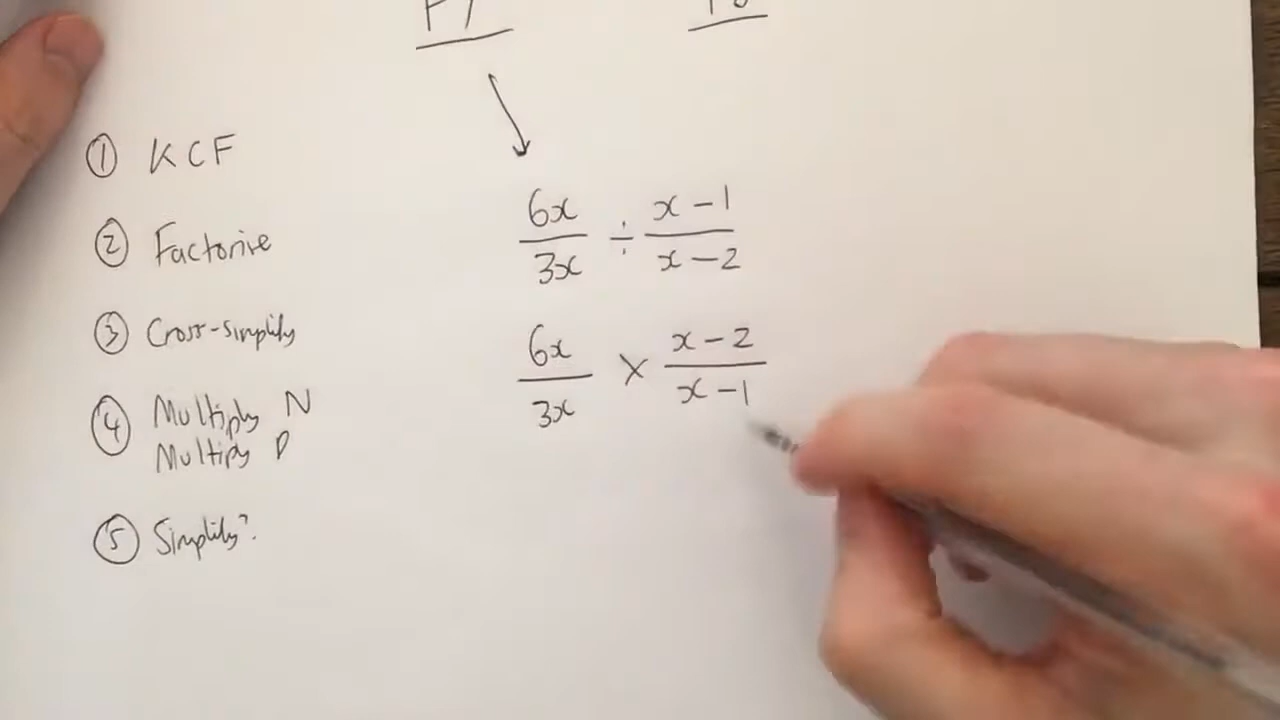 ① KCF
② Factorise
③ Cross-simplify
④ Multiply N
Multiply D
⑤ Simplify?
6x/3x ÷ x-1/x-2
6x/3x × x-2/x-1